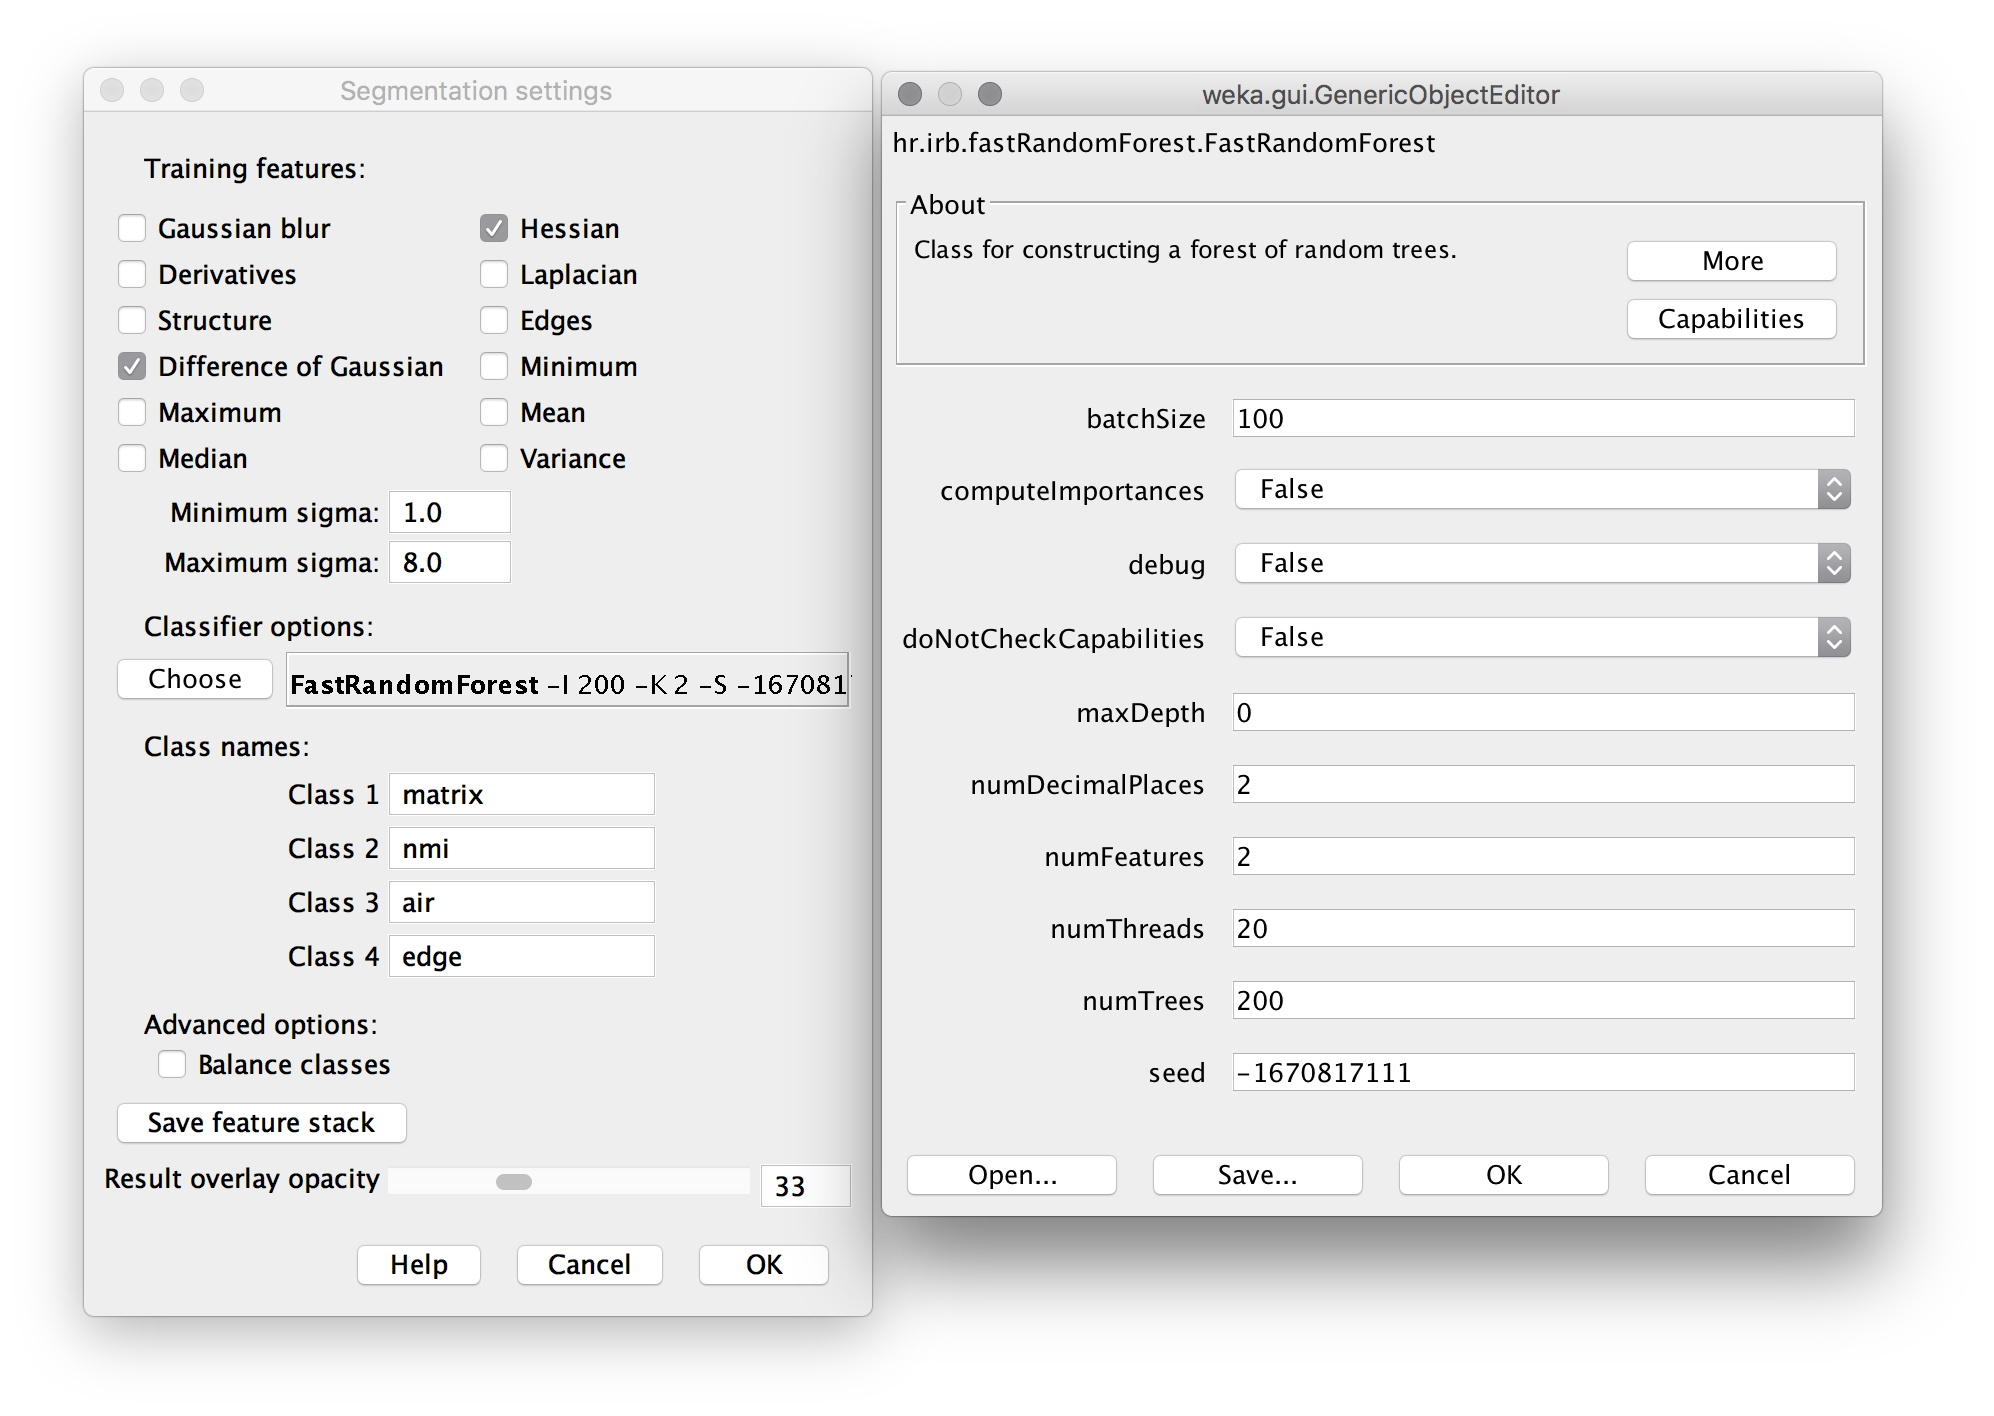 Segmentation settings
Training features:
Gaussian blur
Hessian
Derivatives
Laplacian
Structure
Edges
Difference of Gaussian
Minimum
Maximum
Mean
Median
Variance
Minimum sigma: 1.0
Maximum sigma: 8.0
Classifier options:
Choose
FastRandomForest -I 200 -K 2 -S -167081
Class names:
Class 1 matrix
Class 2 nmi
Class 3 air
Class 4 edge
Advanced options:
Balance classes
Save feature stack
Result overlay opacity 33
Help Cancel OK
weka.gui.GenericObjectEditor
hr.irb.fastRandomForest.FastRandomForest
About
Class for constructing a forest of random trees.
More
Capabilities
batchSize 100
computeImportances False
debug False
doNotCheckCapabilities False
maxDepth 0
numDecimalPlaces 2
numFeatures 2
numThreads 20
numTrees 200
seed -1670817111
Open... Save... OK Cancel